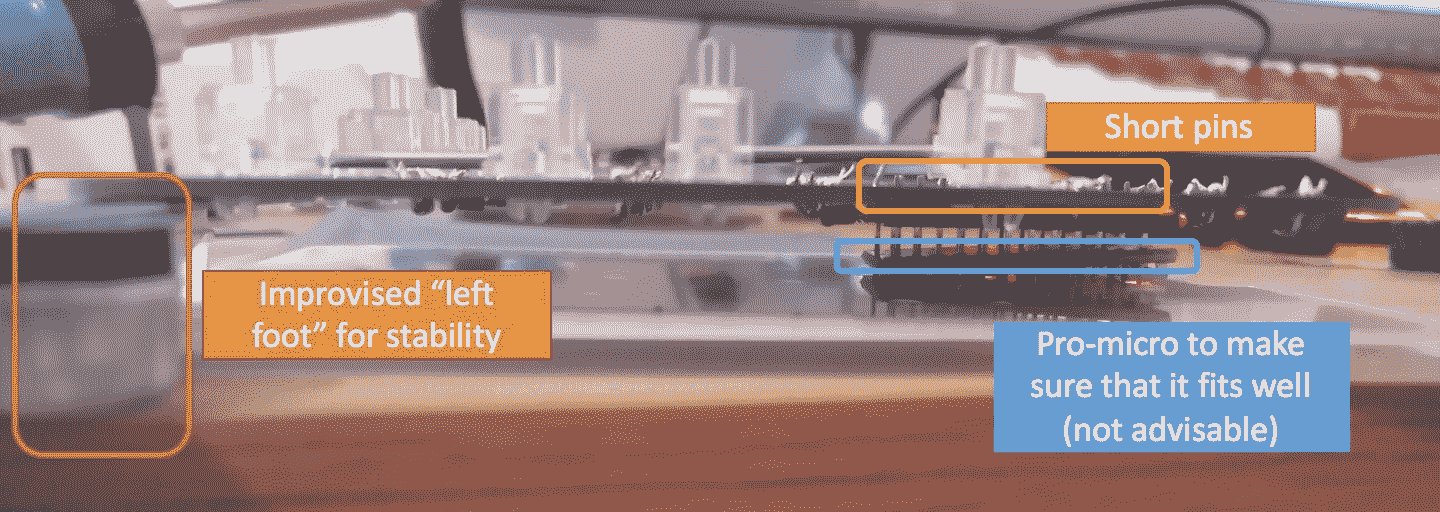 Short pins
Improvised “left
foot” for stability
Pro-micro to make
sure that it fits well
(not advisable)